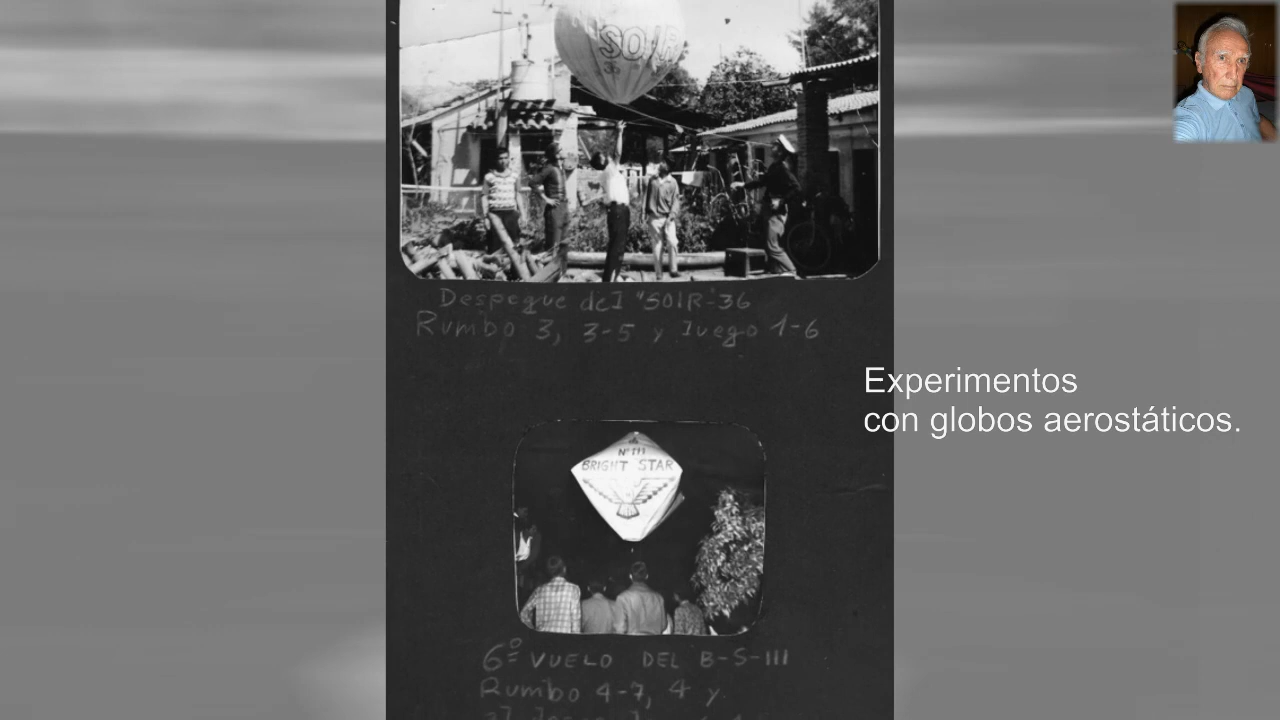 SOIR
Despegue del "SOIR"-36
Rumbo 3, 3-5 y luego 1-6
Experimentos
con globos aerostáticos.
Nº III
BRIGHT STAR
6º VUELO DEL B-S-III
Rumbo 4-7, 4 y